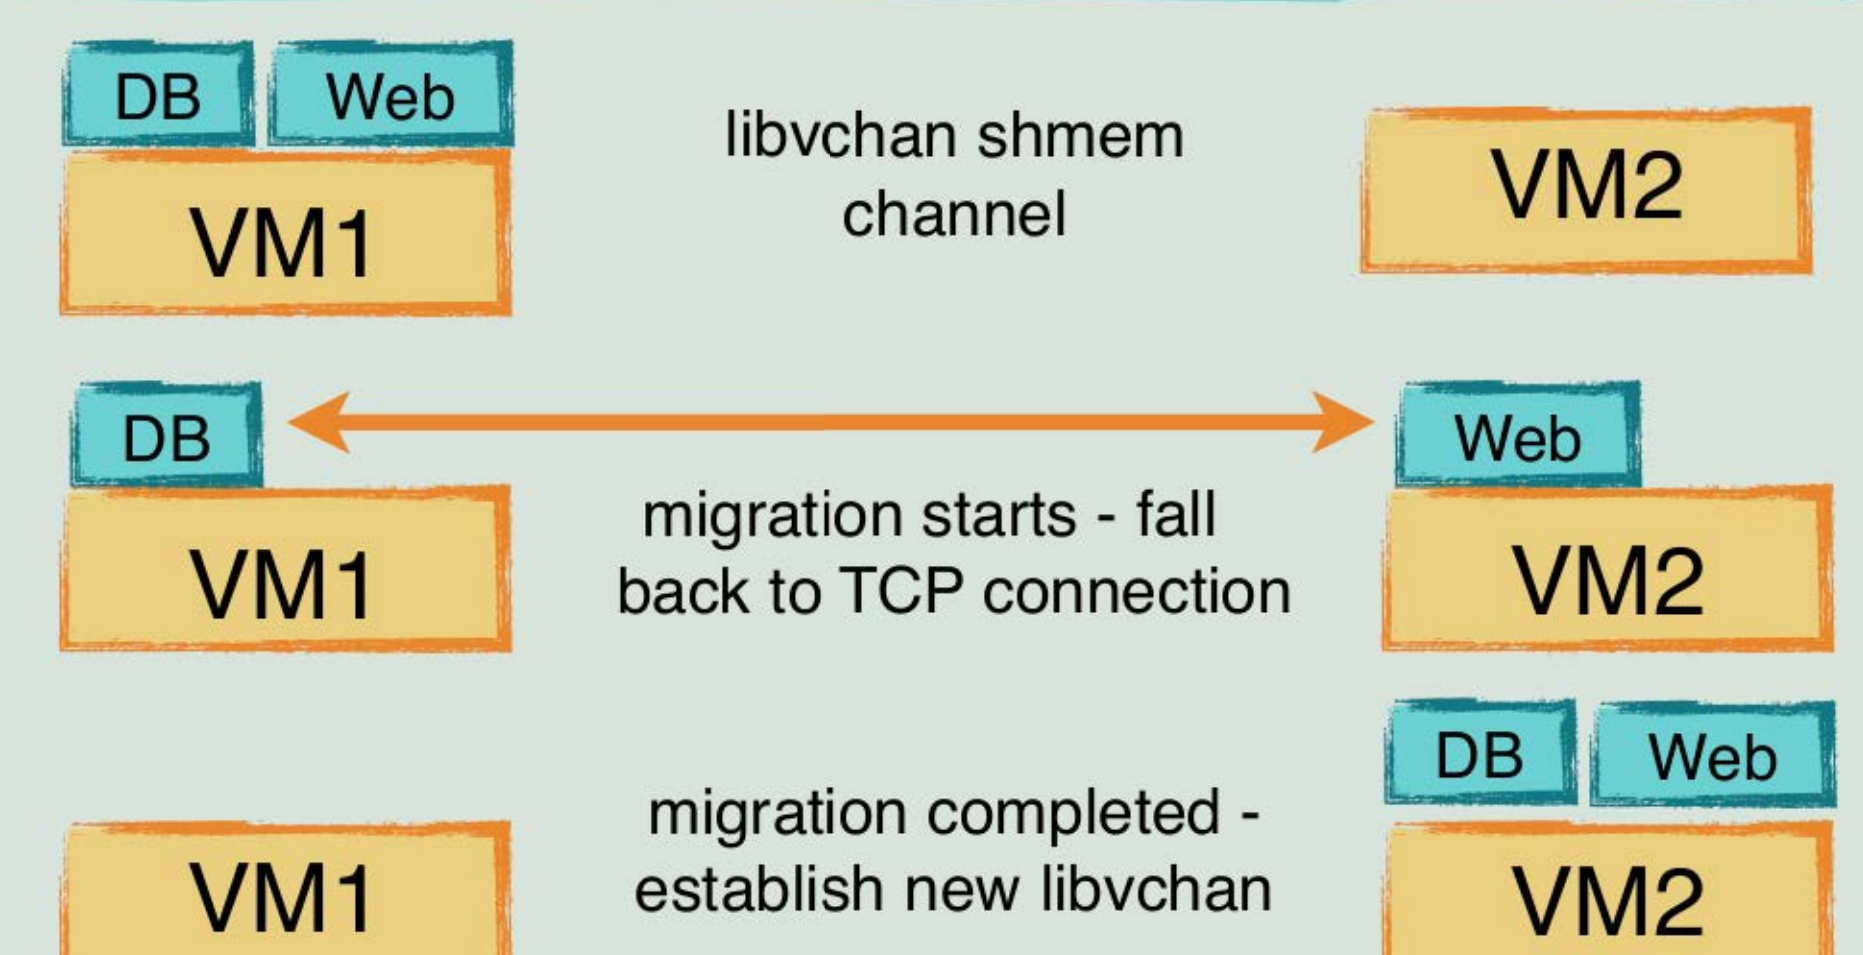 DB Web
VM1
libvchan shmem
channel
VM2
DB
VM1
migration starts - fall
back to TCP connection
Web
VM2
VM1
migration completed -
establish new libvchan
DB Web
VM2